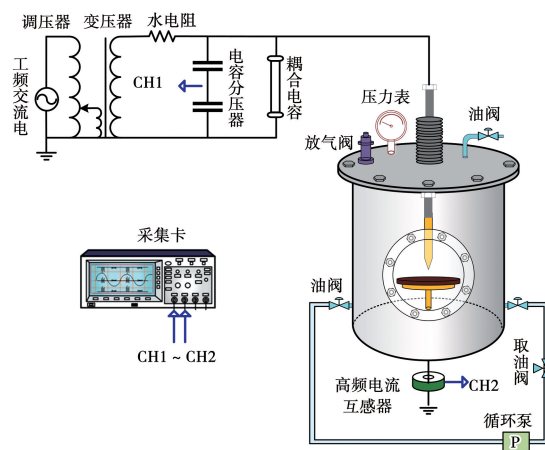 调压器
变压器
水电阻
工频交流电
CH1
电容分压器
耦合电容
压力表
油阀
放气阀
采集卡
CH1 ~ CH2
油阀
油阀
取油阀
高频电流
互感器
CH2
循环泵
P